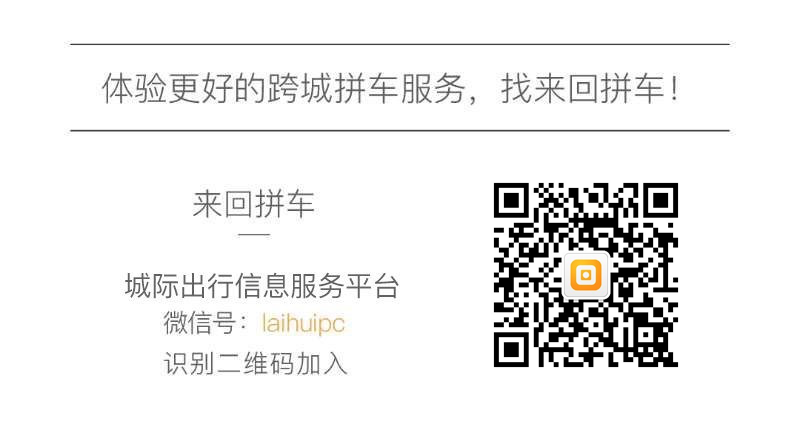 体验更好的跨城拼车服务，找来回拼车！
来回拼车
城际出行信息服务平台
微信号：laihuipc
识别二维码加入